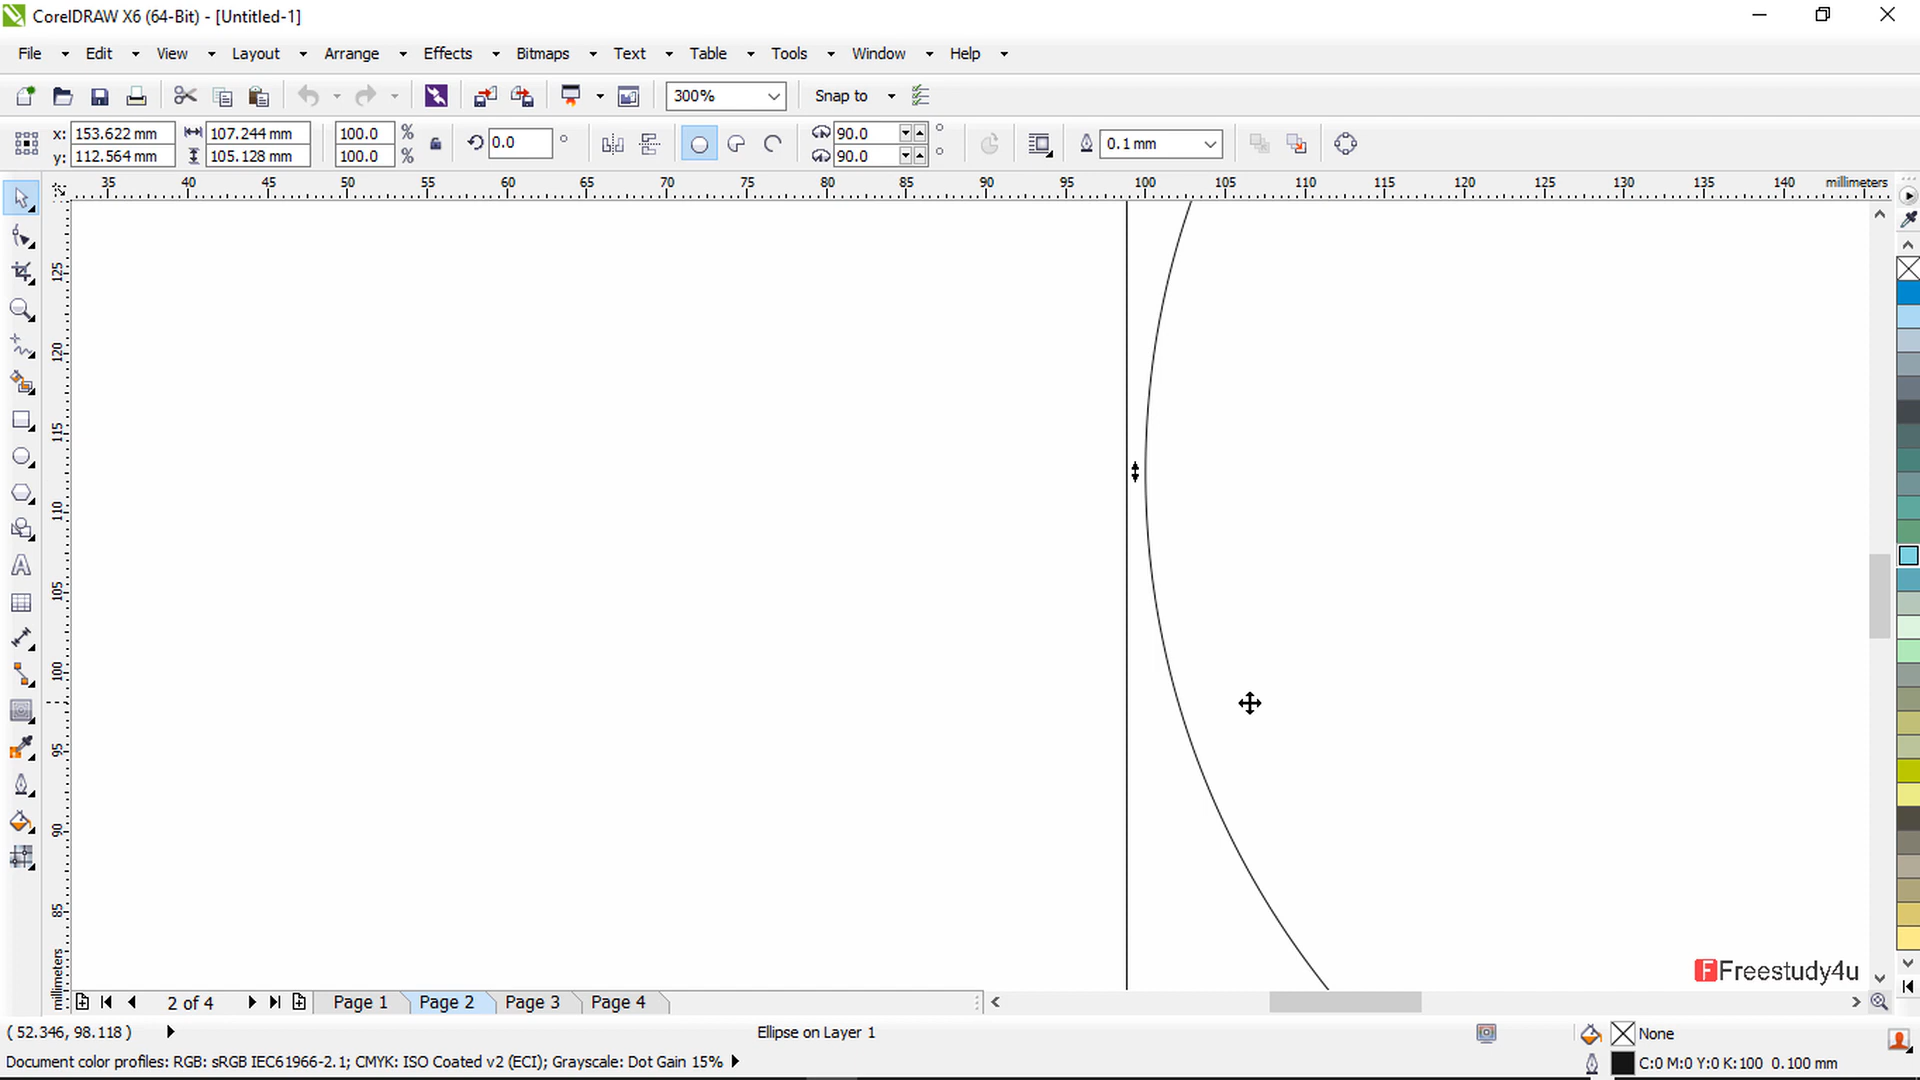 CorelDRAW X6 (64-Bit) - [Untitled-1]
File Edit View Layout Arrange Effects Bitmaps Text Table Tools Window Help
300% Snap to
x: 153.622 mm 107.244 mm 100.0 % 0.0 ° 90.0 ° 0.1 mm
y: 112.564 mm 105.128 mm 100.0 % 90.0 °
35 40 45 50 55 60 65 70 75 80 85 90 95 100 105 110 115 120 125 130 135 140 millimeters
125
120
115
110
105
100
95
90
85
millimeters
Freestudy4u
2 of 4 Page 1 Page 2 Page 3 Page 4
( 52.346, 98.118 ) Ellipse on Layer 1 None
Document color profiles: RGB: sRGB IEC61966-2.1; CMYK: ISO Coated v2 (ECI); Grayscale: Dot Gain 15% C:0 M:0 Y:0 K:100 0.100 mm